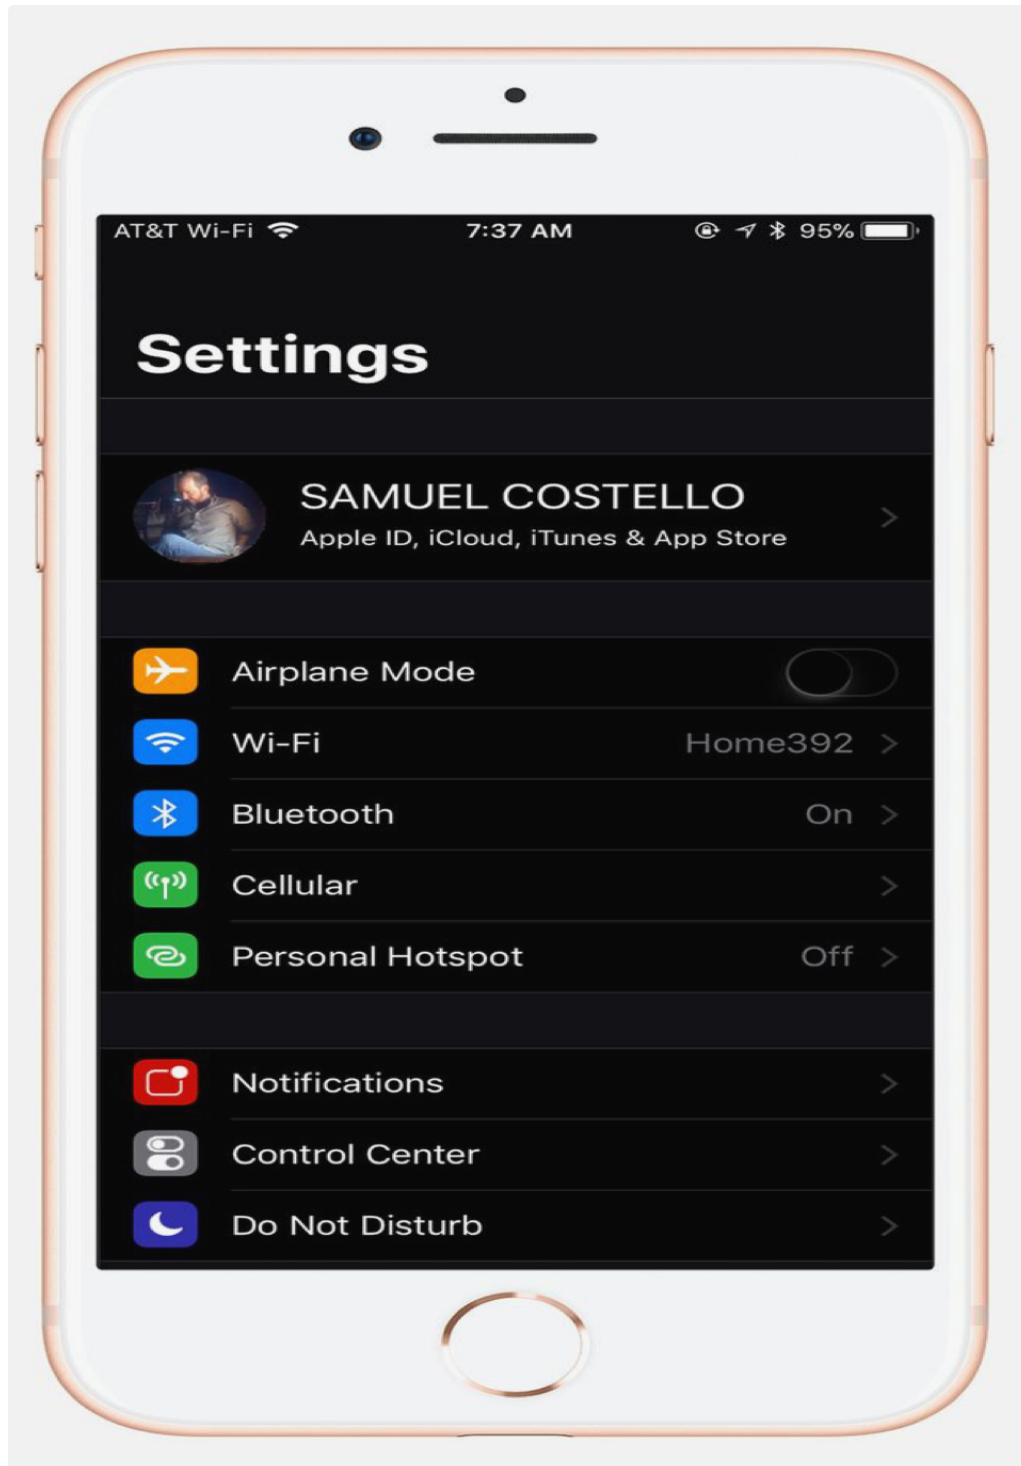 AT&T Wi-Fi 7:37 AM 95%
Settings
SAMUEL COSTELLO
Apple ID, iCloud, iTunes & App Store
Airplane Mode
Wi-Fi Home392
Bluetooth On
Cellular
Personal Hotspot Off
Notifications
Control Center
Do Not Disturb